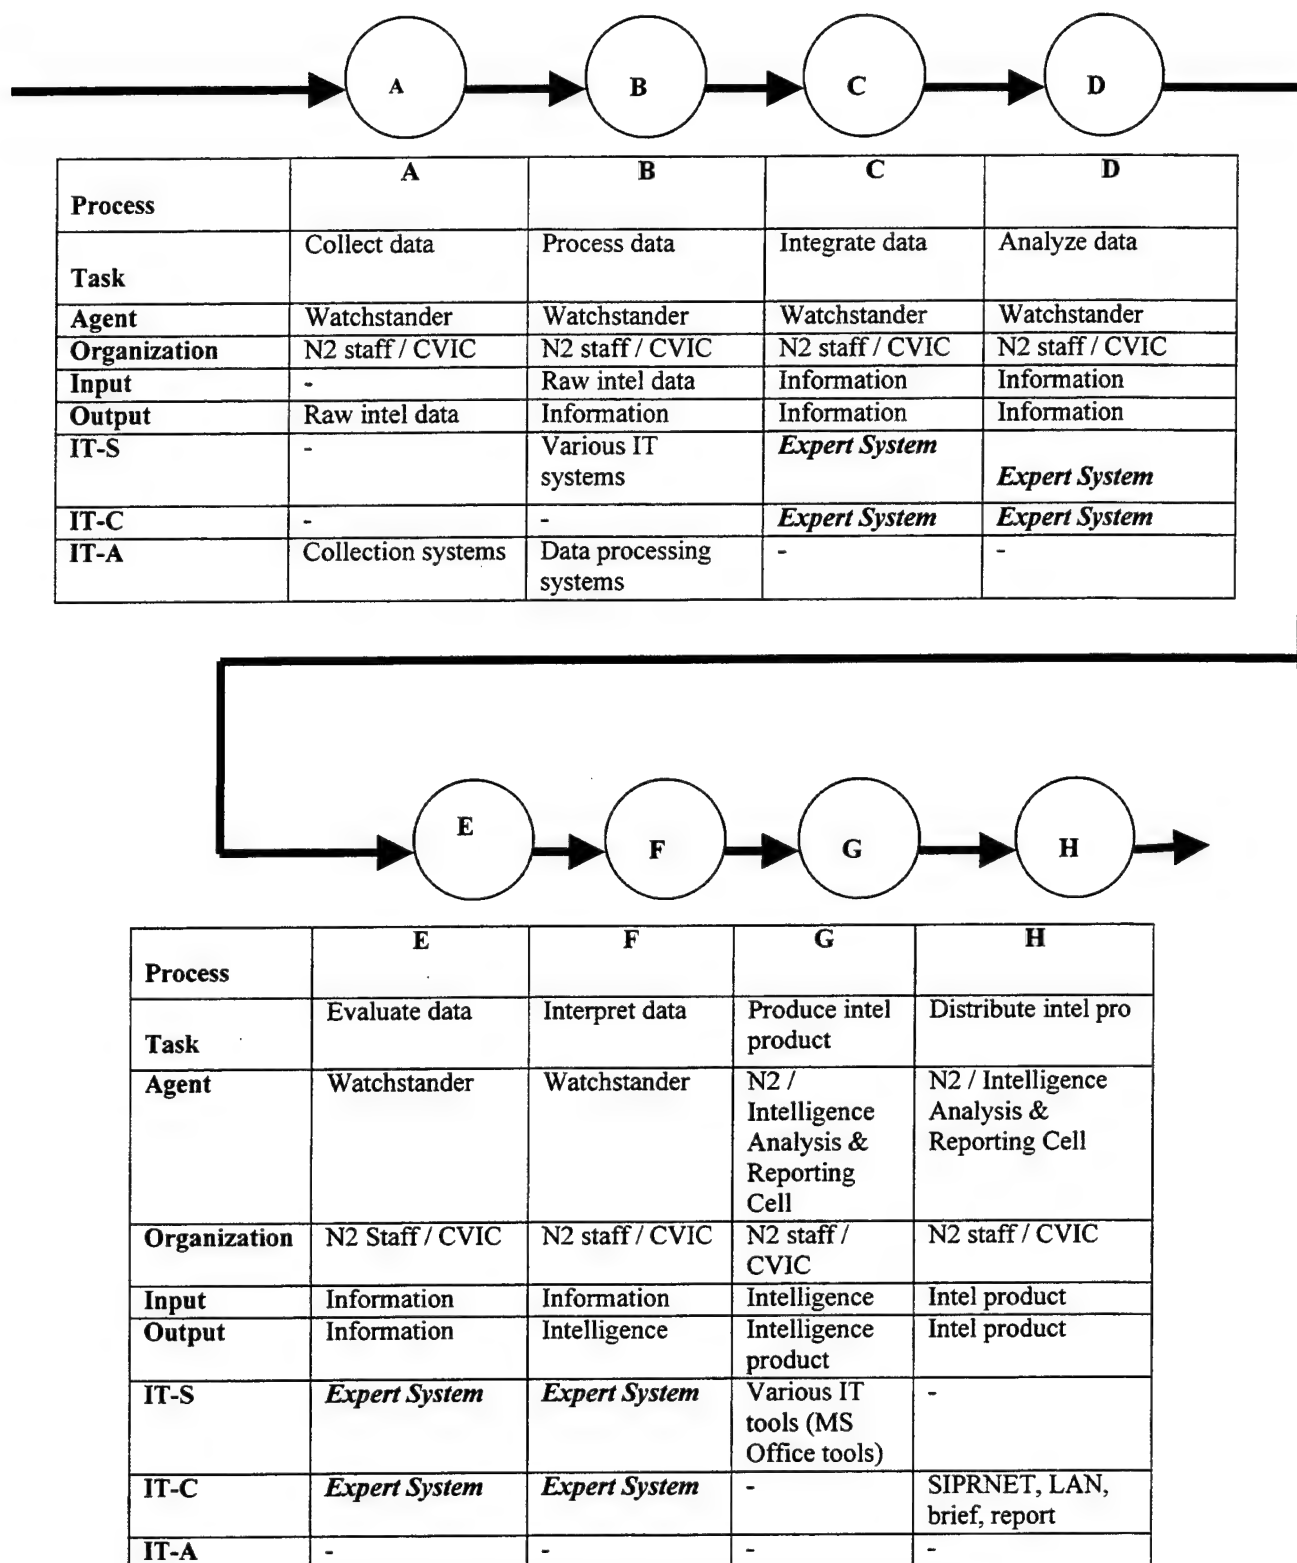 A B C D
A B C D
Process
Collect data Process data Integrate data Analyze data
Task
Agent Watchstander Watchstander Watchstander Watchstander
Organization N2 staff / CVIC N2 staff / CVIC N2 staff / CVIC N2 staff / CVIC
Input - Raw intel data Information Information
Output Raw intel data Information Information Information
IT-S - Various IT Expert System
systems Expert System
IT-C - - Expert System Expert System
IT-A Collection systems Data processing - -
systems
E F G H
E F G H
Process
Evaluate data Interpret data Produce intel Distribute intel pro
Task product
Agent Watchstander Watchstander N2 / N2 / Intelligence
Intelligence Analysis &
Analysis & Reporting Cell
Reporting
Cell
Organization N2 Staff / CVIC N2 staff / CVIC N2 staff / N2 staff / CVIC
CVIC
Input Information Information Intelligence Intel product
Output Information Intelligence Intelligence Intel product
product
IT-S Expert System Expert System Various IT -
tools (MS
Office tools)
IT-C Expert System Expert System - SIPRNET, LAN,
brief, report
IT-A - - - -